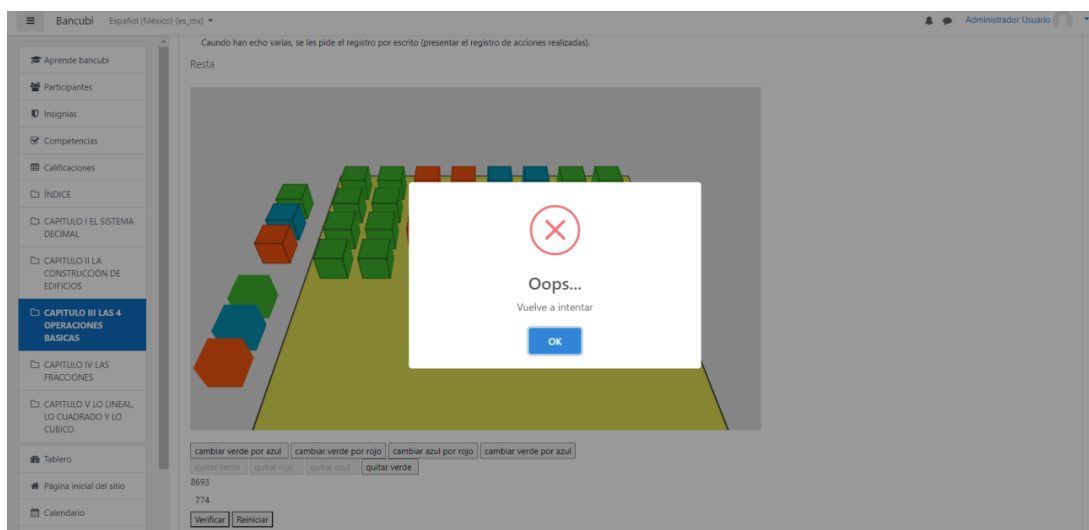 Bancubi Español (México) (es_mx)
Administrador Usuario
Aprende bancubi
Participantes
Insignias
Competencias
Calificaciones
ÍNDICE
CAPITULO I EL SISTEMA
DECIMAL
CAPITULO II LA
CONSTRUCCIÓN DE
EDIFICIOS
CAPITULO III LAS 4
OPERACIONES
BASICAS
CAPITULO IV LAS
FRACCIONES
CAPITULO V LO LINEAL,
LO CUADRADO Y LO
CUBICO
Tablero
Página inicial del sitio
Calendario
Caundo han echo varias, se les pide el registro por escrito (presentar el registro de acciones realizadas).
Resta
Oops...
Vuelve a intentar
OK
cambiar verde por azul cambiar verde por rojo cambiar azul por rojo cambiar verde por azul
quitar verde quitar rojo quitar azul quitar verde
8693
774
Verificar Reiniciar